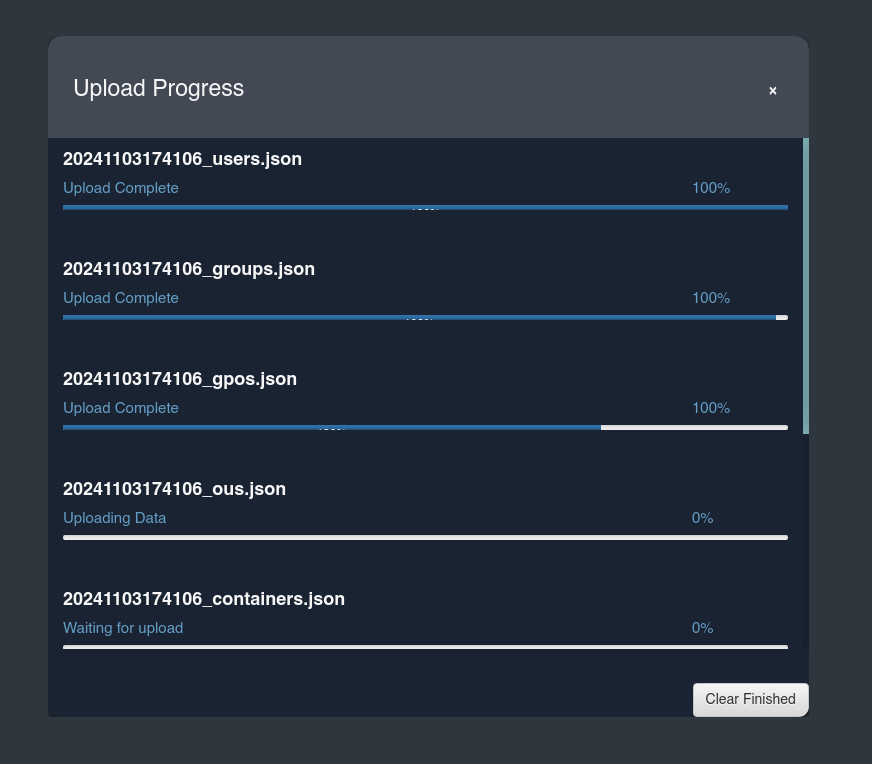 Upload Progress
×
20241103174106_users.json
Upload Complete 100%
20241103174106_groups.json
Upload Complete 100%
20241103174106_gpos.json
Upload Complete 100%
20241103174106_ous.json
Uploading Data 0%
20241103174106_containers.json
Waiting for upload 0%
Clear Finished